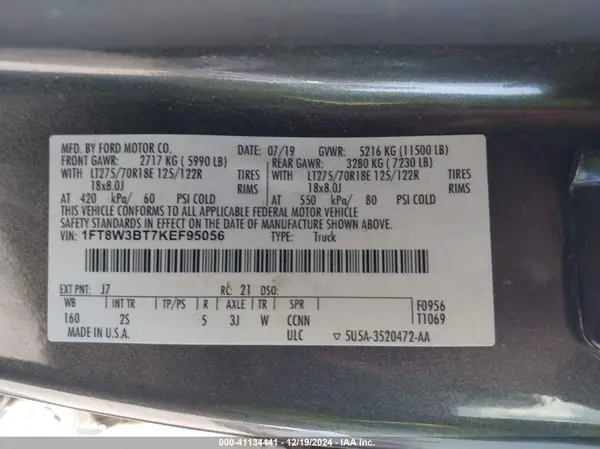 MFD. BY FORD MOTOR CO. 07/19 GVWR: 5216 KG (11500 LB)
FRONT GAWR: 2717 KG (5990 LB) REAR GAWR: 3280 KG (7230 LB)
WITH LT275/70R18E 125/122R TIRES WITH LT275/70R18E 125/122R TIRES
18x8.0J RIMS 18x8.0J RIMS
AT 420 kPa/ 60 PSI COLD AT 550 kPa/ 80 PSI COLD
THIS VEHICLE CONFORMS TO ALL APPLICABLE FEDERAL MOTOR VEHICLE
SAFETY STANDARDS IN EFFECT ON THE DATE OF MANUFACTURE SHOWN ABOVE.
VIN: 1FT8W3BT7KEF95056 TYPE: Truck
EXT PNT: J7 RC: 21 DSO:
WB INT TR TP/PS R AXLE TR SPR F0956
160 2S 5 3J W CCNN T1069
MADE IN U.S.A. ULC ▽ 5U5A-3520472-AA
000-41134441 - 12/19/2024 - IAA Inc.